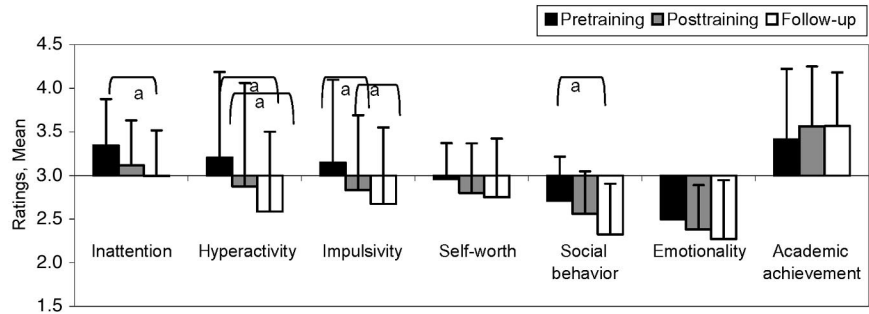 Pretraining Posttraining Follow-up
4.5
4.0
3.5
3.0
2.5
2.0
1.5
Ratings, Mean
a
a
a
a
a
a
Inattention
Hyperactivity
Impulsivity
Self-worth
Social
behavior
Emotionality
Academic
achievement